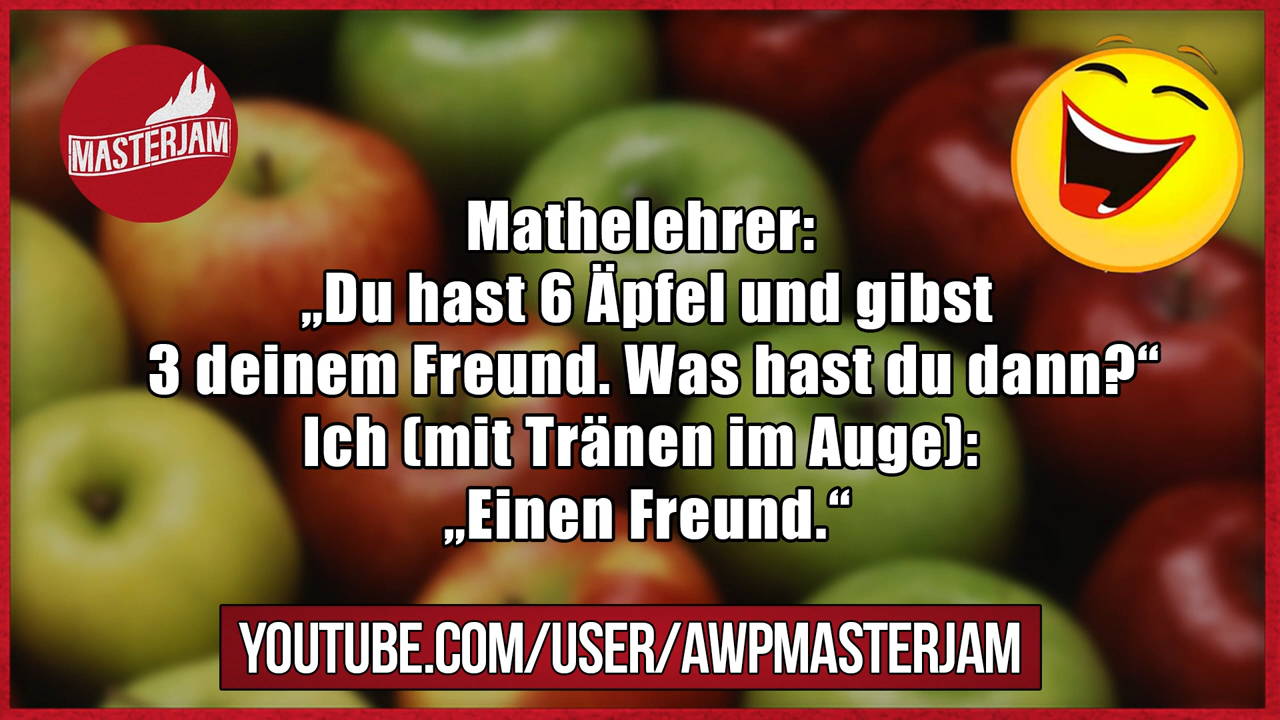 MASTERJAM
Mathelehrer:
„Du hast 6 Äpfel und gibst
3 deinem Freund. Was hast du dann?“
Ich (mit Tränen im Auge):
„Einen Freund.“
YOUTUBE.COM/USER/AWPMASTERJAM